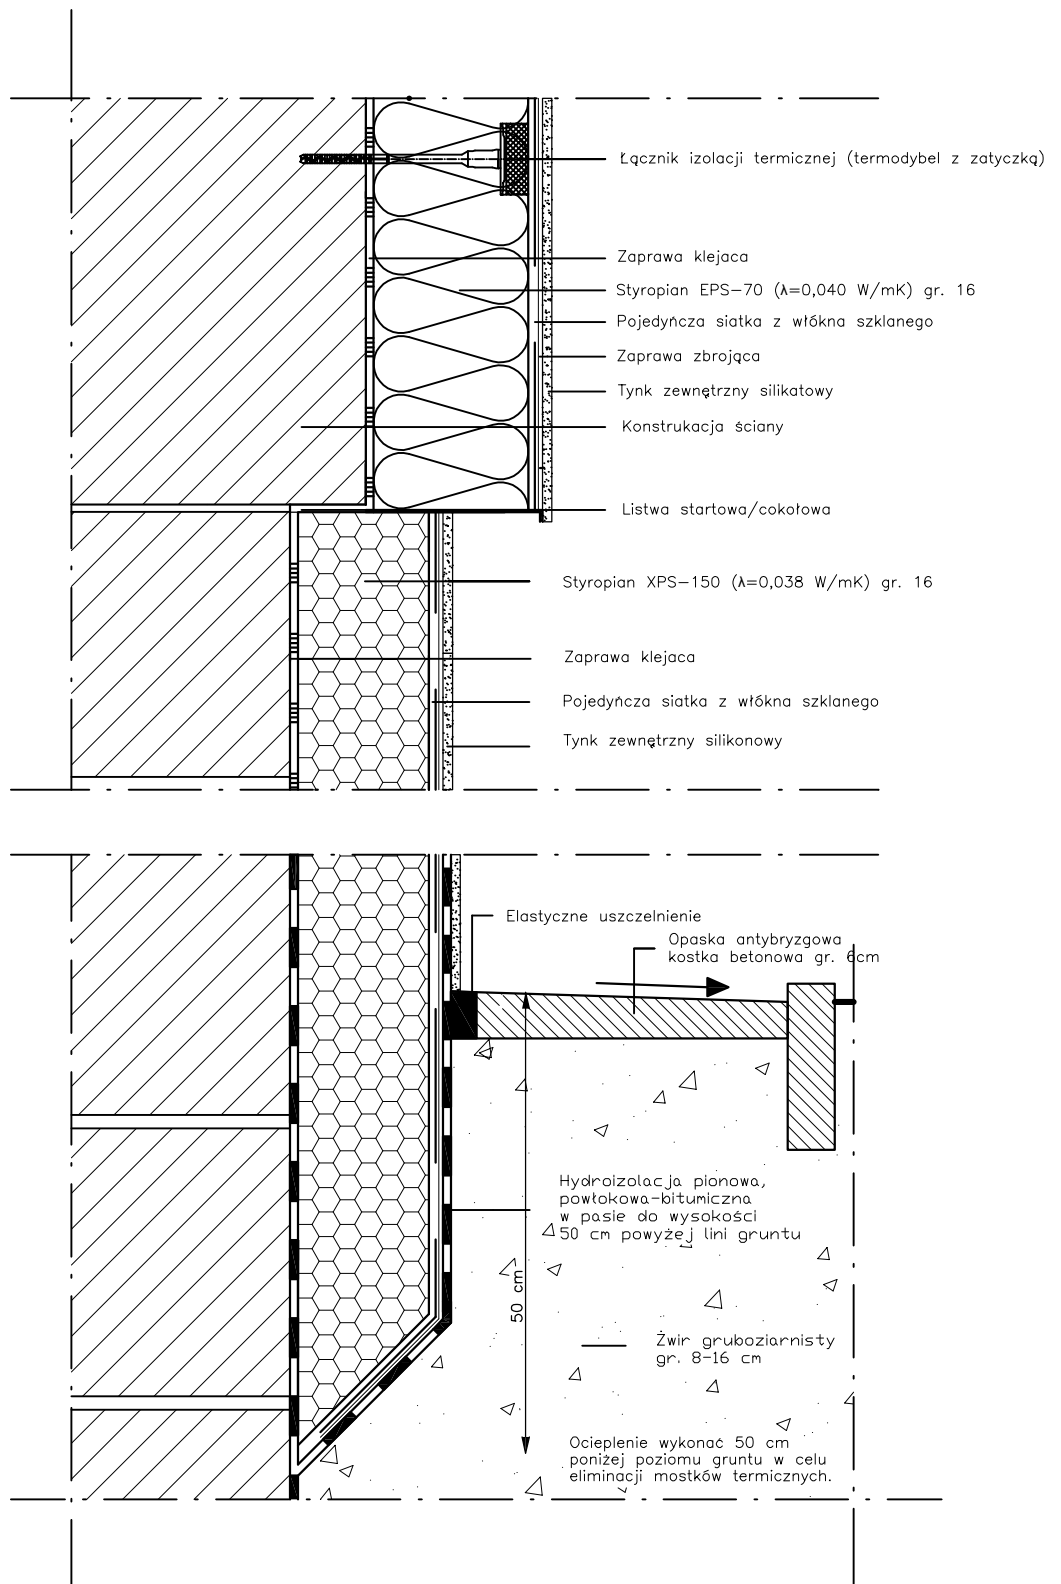 Łącznik izolacji termicznej (termodybel z zatyczką)
Zaprawa klejaca
Styropian EPS-70 (λ=0,040 W/mK) gr. 16
Pojedyńcza siatka z włókna szklanego
Zaprawa zbrojąca
Tynk zewnętrzny silikatowy
Konstrukacja ściany
Listwa startowa/cokołowa
Styropian XPS-150 (λ=0,038 W/mK) gr. 16
Zaprawa klejaca
Pojedyńcza siatka z włókna szklanego
Tynk zewnętrzny silikonowy
Elastyczne uszczelnienie
Opaska antybryzgowa
kostka betonowa gr. 6cm
Hydroizolacja pionowa,
powłokowa-bitumiczna
w pasie do wysokości
50 cm powyżej lini gruntu
50 cm
Żwir gruboziarnisty
gr. 8-16 cm
Ocieplenie wykonać 50 cm
poniżej poziomu gruntu w celu
eliminacji mostków termicznych.